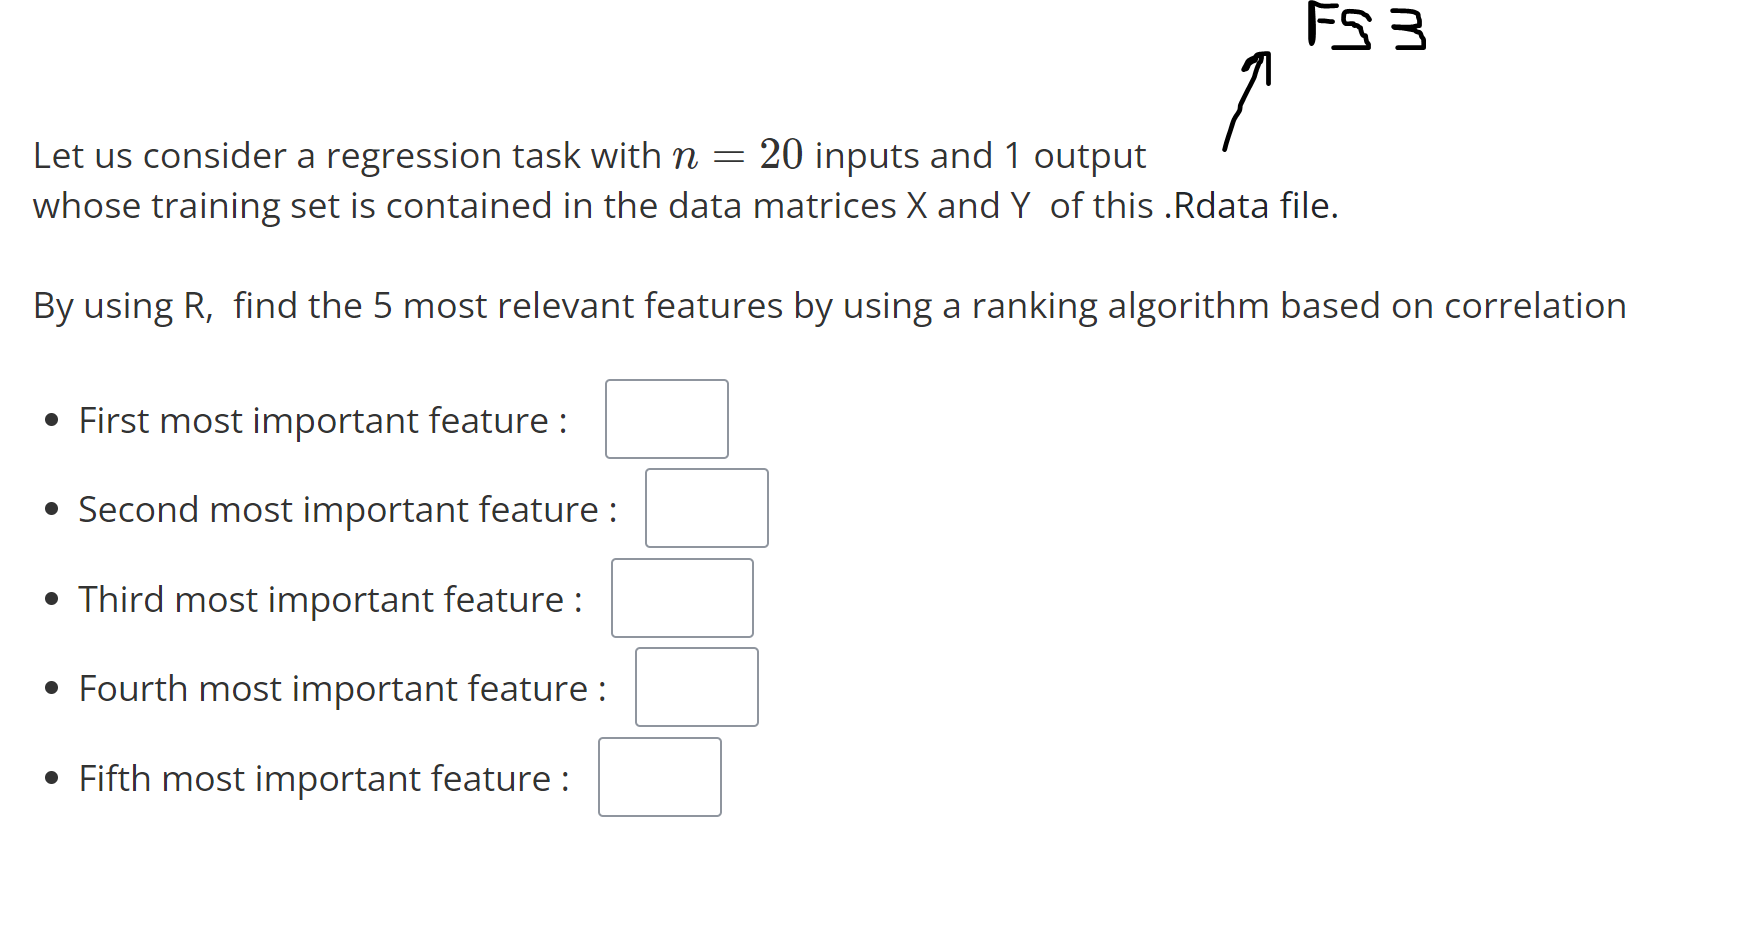 FS 3
Let us consider a regression task with n = 20 inputs and 1 output
whose training set is contained in the data matrices X and Y of this .Rdata file.
By using R, find the 5 most relevant features by using a ranking algorithm based on correlation
• First most important feature :
• Second most important feature :
• Third most important feature :
• Fourth most important feature :
• Fifth most important feature :